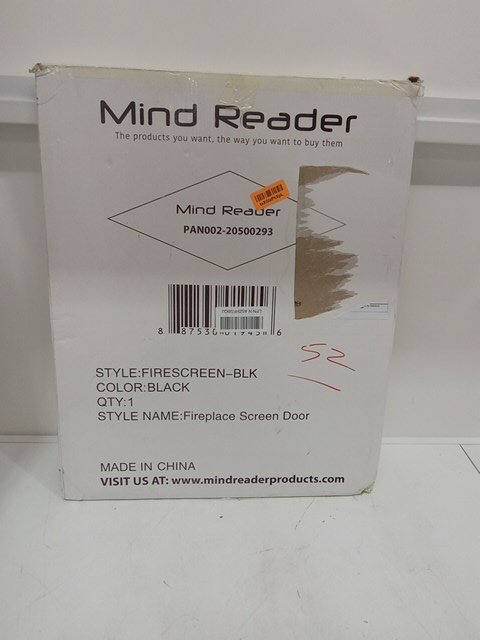 Mind Reader
The products you want, the way you want to buy them
Mind Reader
PAN002-20500293
STYLE:FIRESCREEN-BLK
COLOR:BLACK
QTY:1
STYLE NAME:Fireplace Screen Door
52
MADE IN CHINA
VISIT US AT: www.mindreaderproducts.com